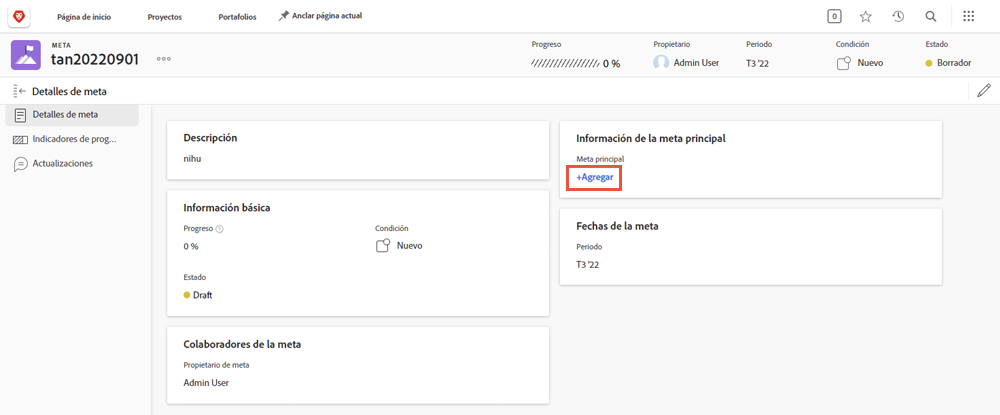 Página de inicio
Proyectos
Portafolios
Anclar página actual
0
META
tan20220901
Progreso
0 %
Propietario
Admin User
Periodo
T3 '22
Condición
Nuevo
Estado
Borrador
Detalles de meta
Detalles de meta
Indicadores de prog...
Actualizaciones
Descripción
nihu
Información básica
Progreso
0 %
Condición
Nuevo
Estado
Draft
Colaboradores de la meta
Propietario de meta
Admin User
Información de la meta principal
Meta principal
+Agregar
Fechas de la meta
Periodo
T3 '22